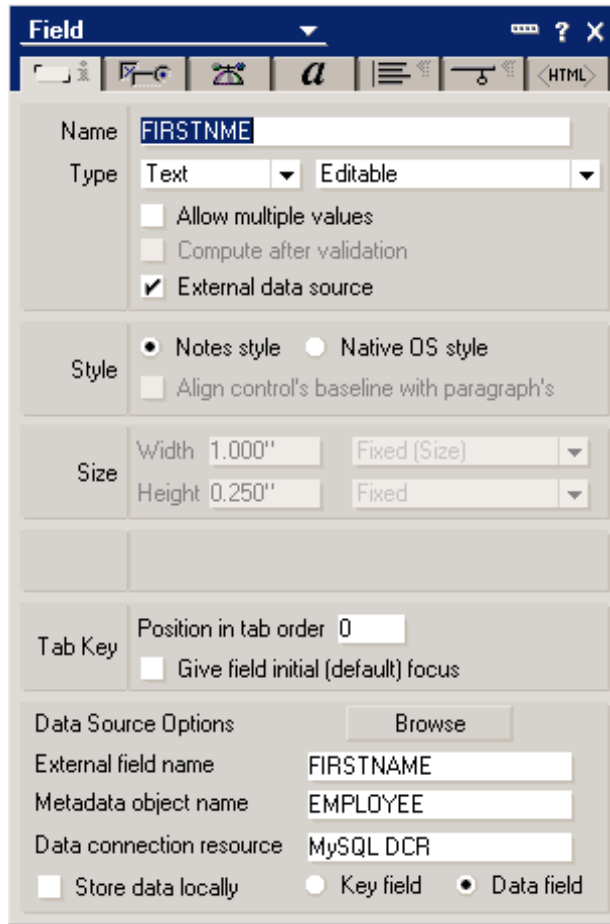 Field
? X
i a <HTML>
Name FIRSTNME
Type Text Editable
Allow multiple values
Compute after validation
External data source
Style Notes style Native OS style
Align control's baseline with paragraph's
Size Width 1.000" Fixed (Size)
Height 0.250" Fixed
Tab Key Position in tab order 0
Give field initial (default) focus
Data Source Options Browse
External field name FIRSTNAME
Metadata object name EMPLOYEE
Data connection resource MySQL DCR
Store data locally Key field Data field